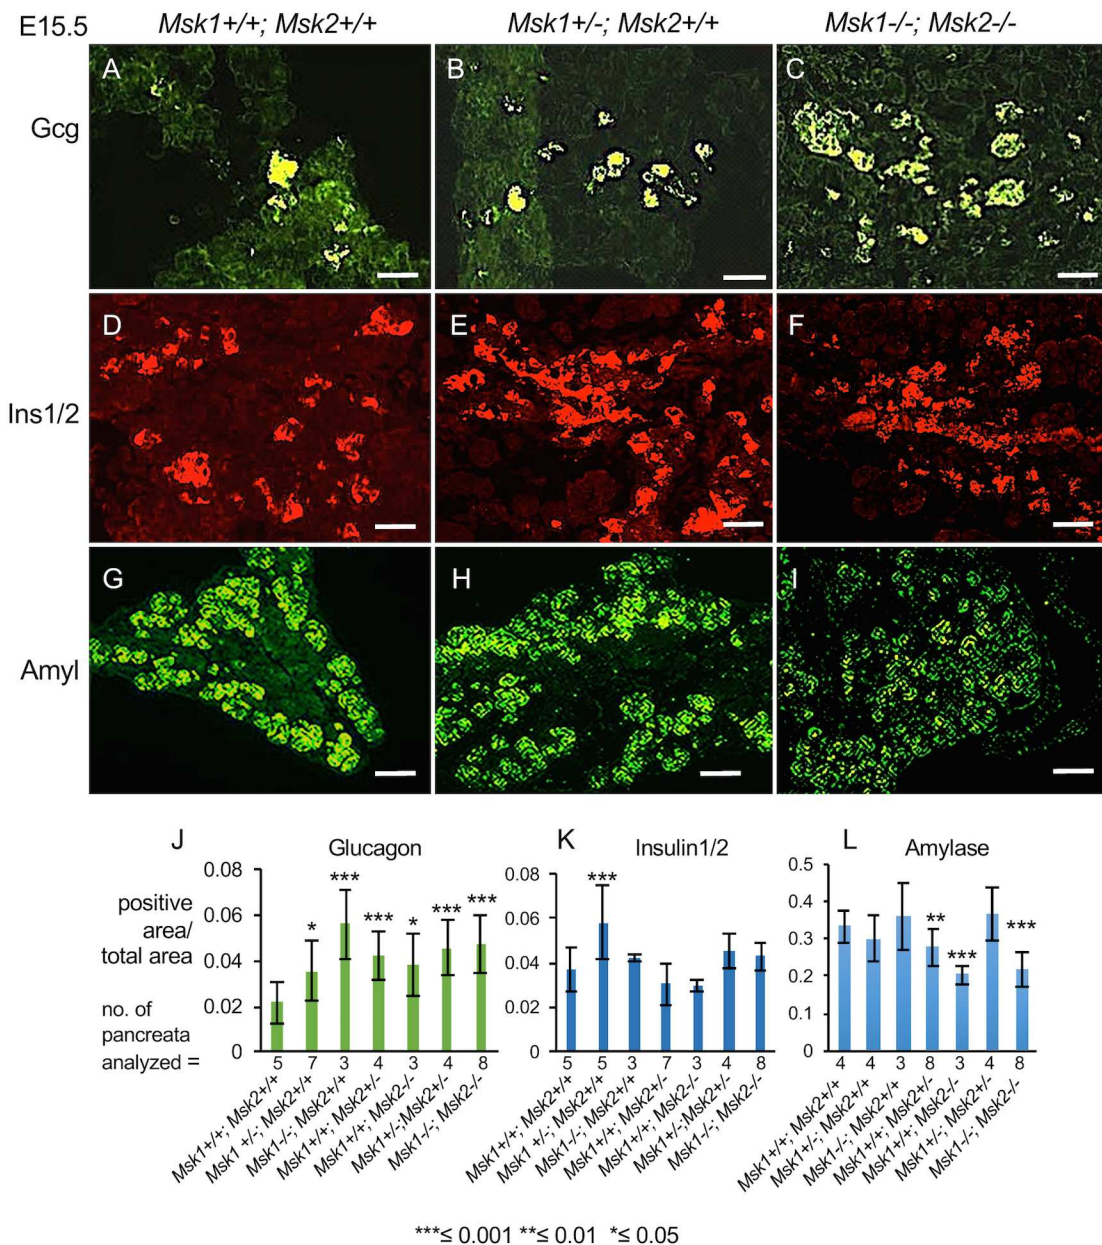 E15.5 Msk1+/+; Msk2+/+ Msk1+/-; Msk2+/+ Msk1-/-; Msk2-/-
A B C
Gcg
D E F
Ins1/2
G H I
Amyl
J
Glucagon
positive
area/
total area
no. of
pancreata
analyzed =
0.08
0.06
0.04
0.02
0
* *** *** * *** ***
5 7 3 4 3 4 8
Msk1+/+; Msk2+/+
Msk1 +/-; Msk2+/+
Msk1-/-; Msk2+/+
Msk1+/+; Msk2+/-
Msk1+/+; Msk2-/-
Msk1+/-;Msk2+/-
Msk1-/-; Msk2-/-
K
Insulin1/2
0.08
0.06
0.04
0.02
0
***
5 5 3 7 3 4 8
Msk1+/+; Msk2+/+
Msk1 +/-; Msk2+/+
Msk1-/-; Msk2+/+
Msk1+/+; Msk2+/-
Msk1+/+; Msk2-/-
Msk1+/-;Msk2+/-
Msk1-/-; Msk2-/-
L
Amylase
0.5
0.4
0.3
0.2
0.1
0
** *** ***
4 4 3 8 3 4 8
Msk1+/+; Msk2+/+
Msk1+/-; Msk2+/+
Msk1-/-; Msk2+/+
Msk1+/+; Msk2+/-
Msk1+/+; Msk2-/-
Msk1+/-; Msk2+/-
Msk1-/-; Msk2-/-
***≤ 0.001 **≤ 0.01 *≤ 0.05